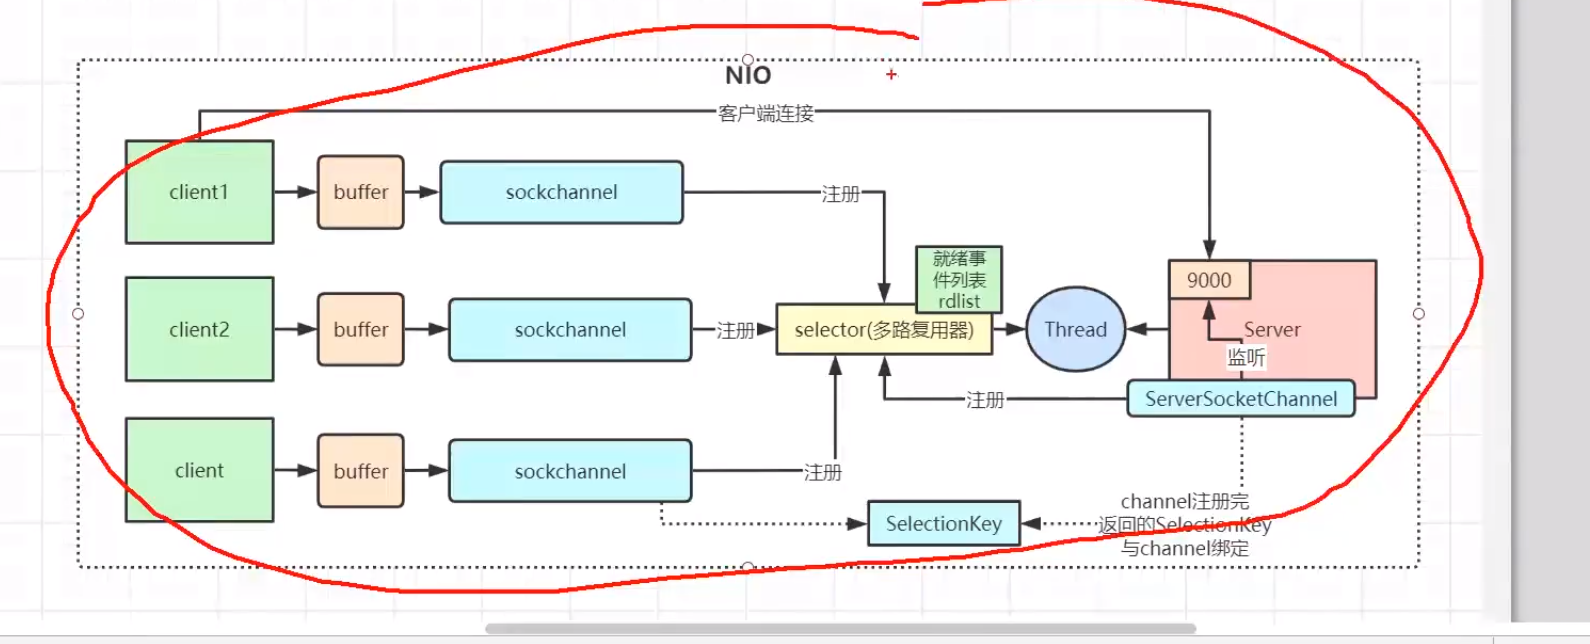 NIO
客户端连接
client1
buffer
sockchannel
注册
就绪事
件列表
rdlist
9000
client2
buffer
sockchannel
注册
selector(多路复用器)
Thread
Server
监听
注册
ServerSocketChannel
client
buffer
sockchannel
注册
SelectionKey
channel注册完
返回的SelectionKey
与channel绑定